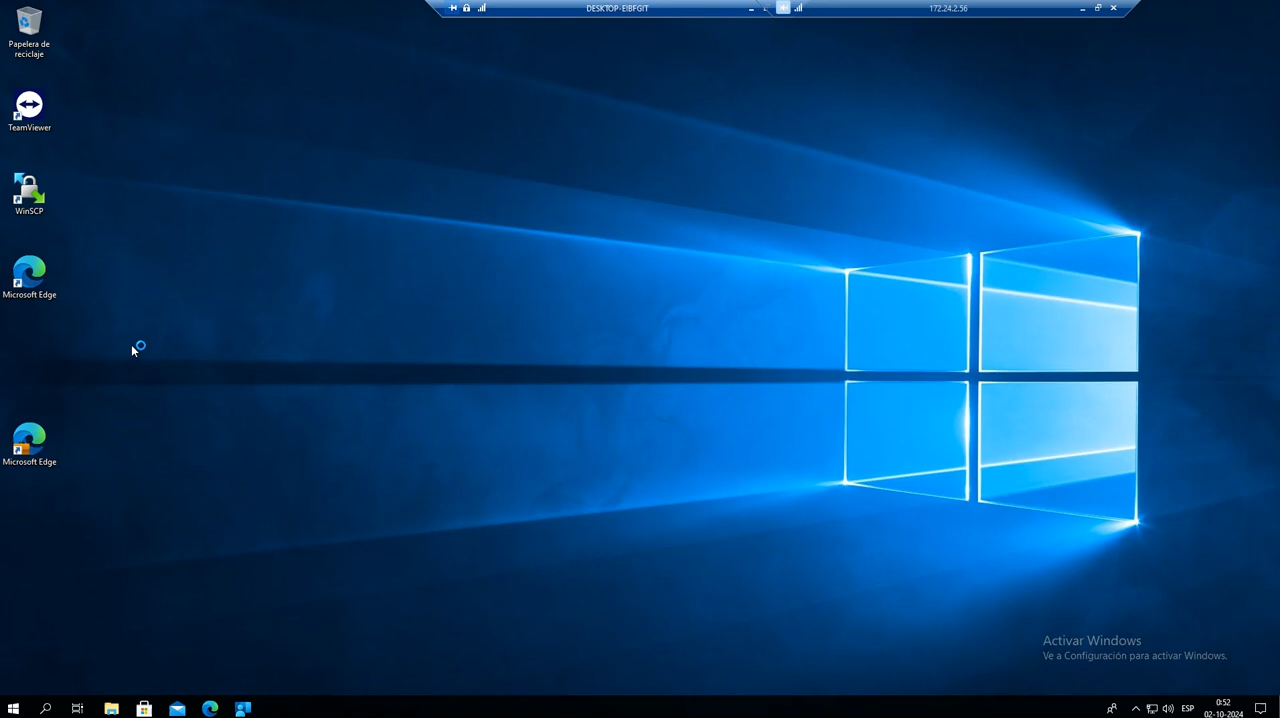 DESKTOP-EIBFGIT
172.24.2.56
Papelera de
reciclaje
TeamViewer
WinSCP
Microsoft Edge
Microsoft Edge
Activar Windows
Ve a Configuración para activar Windows.
ESP
0:52
02-10-2024